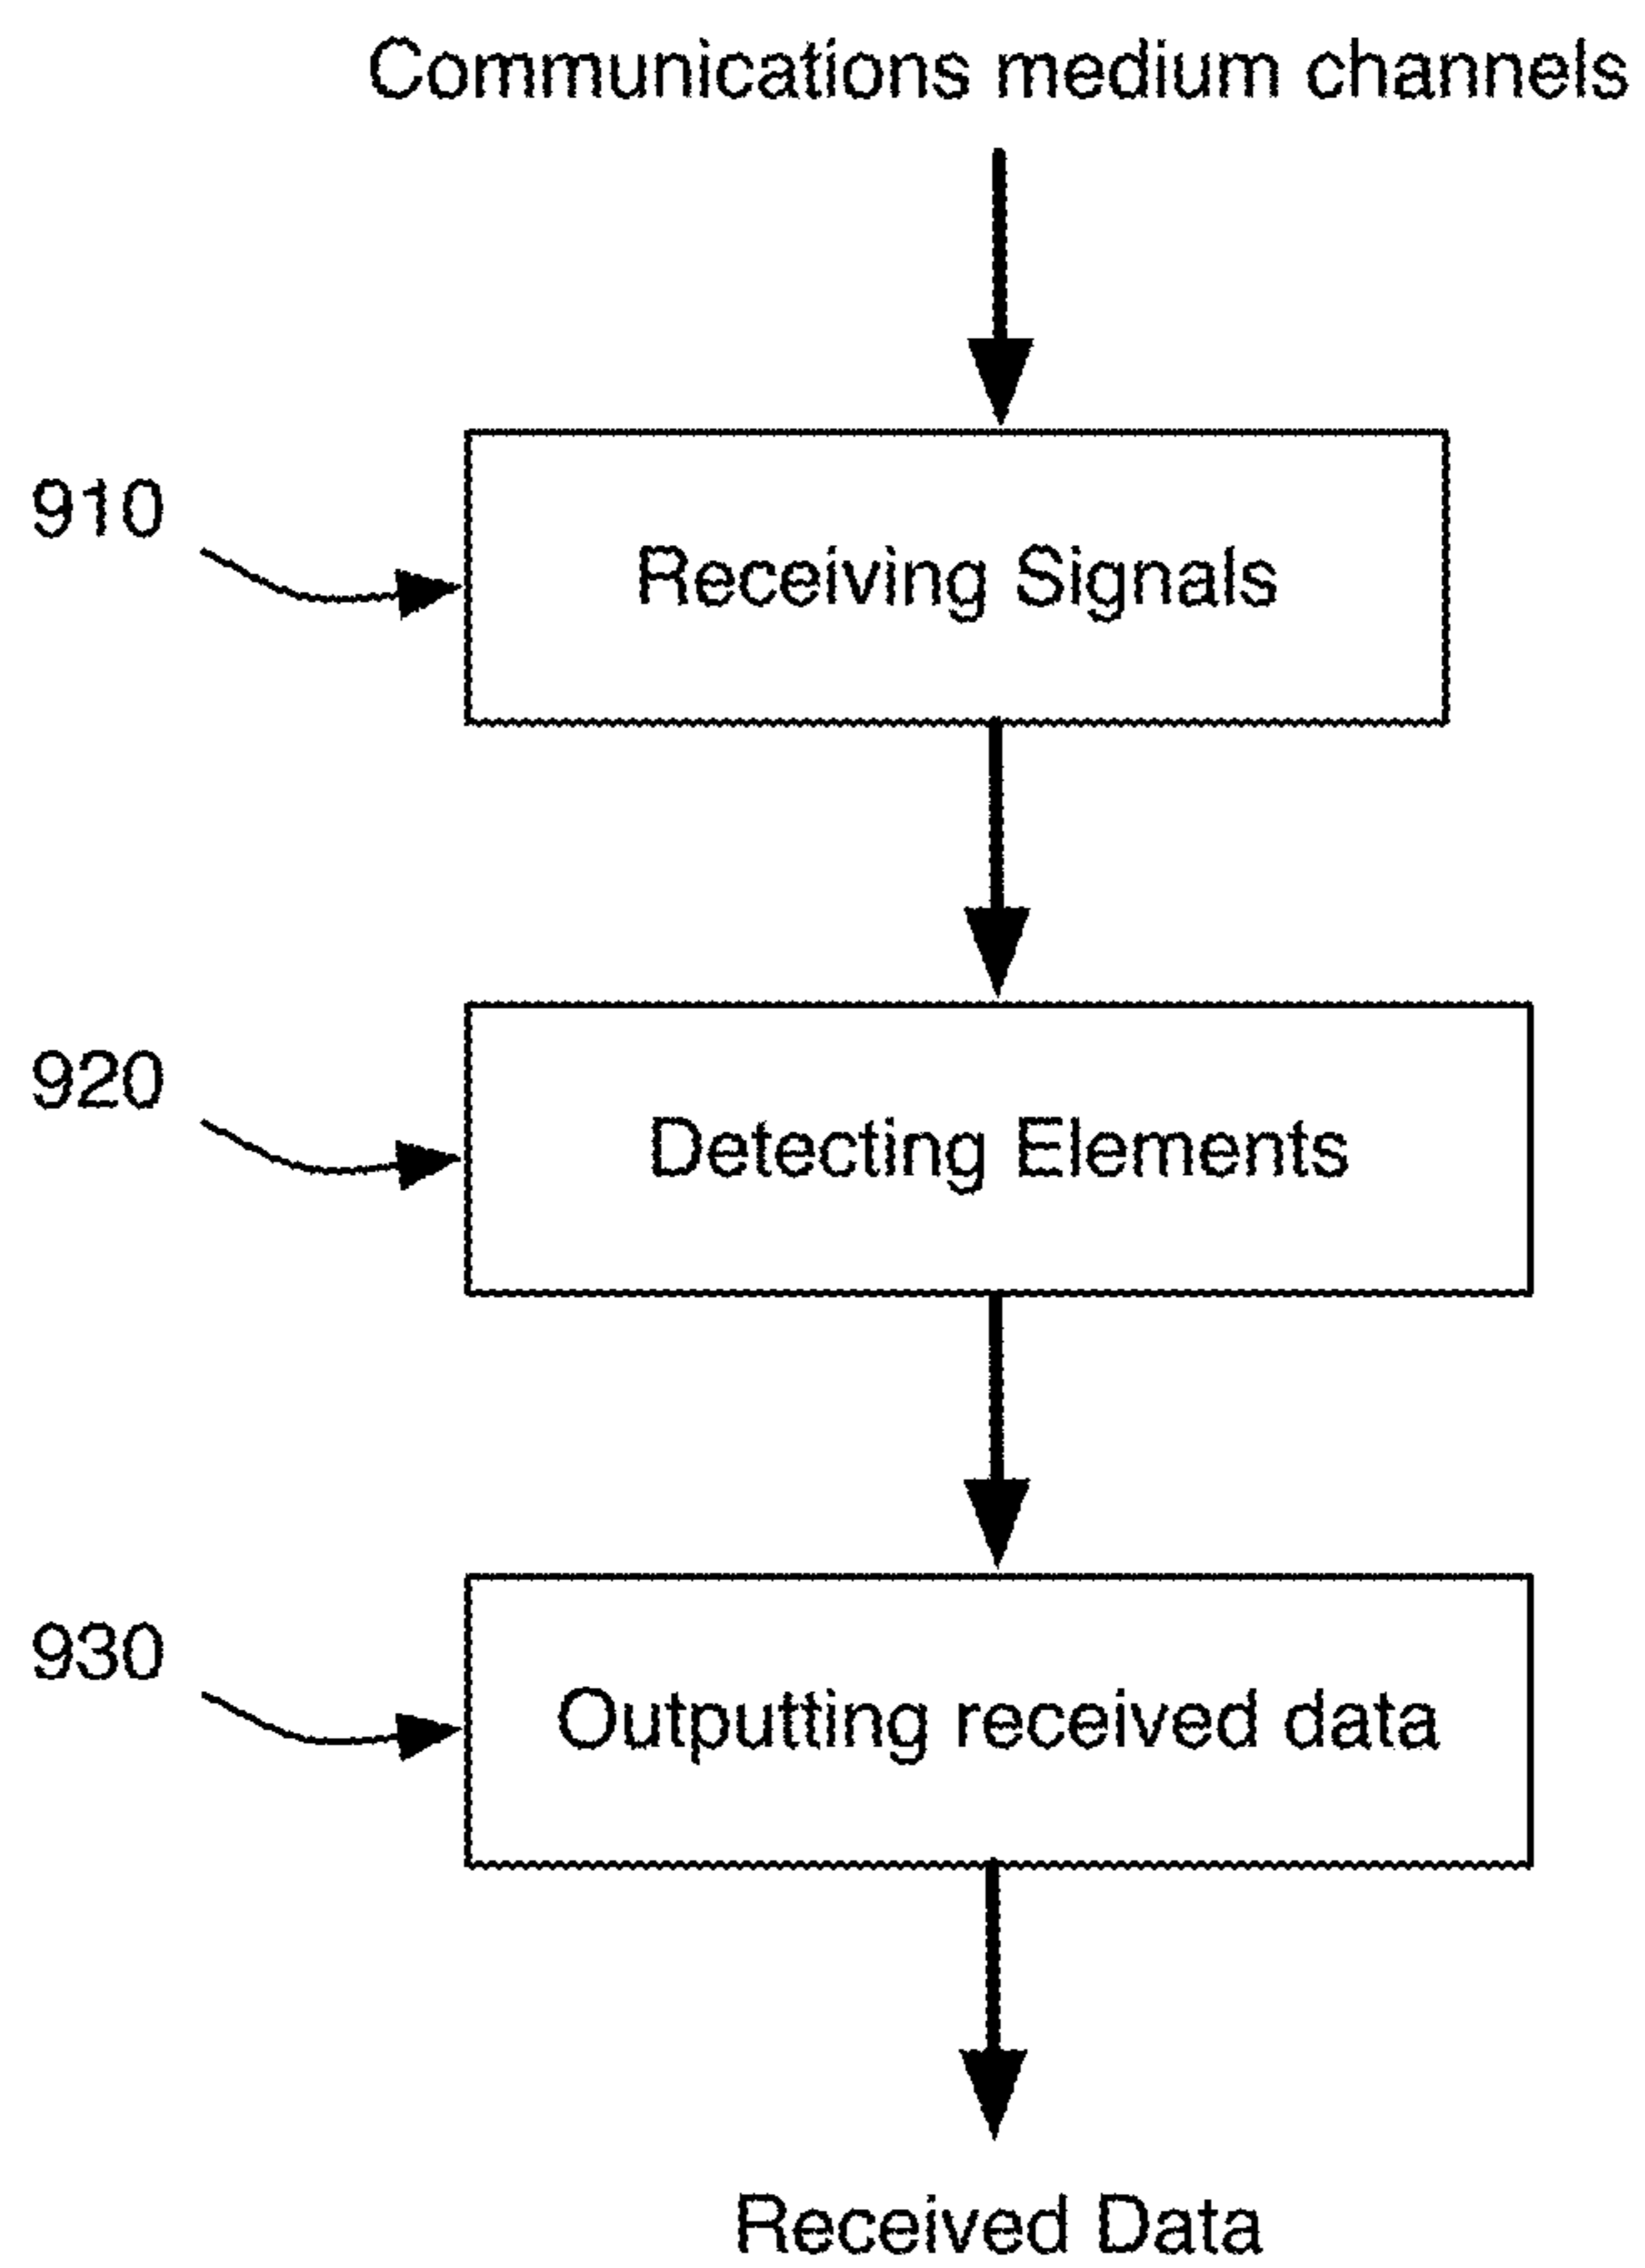 Communications medium channels
910
Receiving Signals
920
Detecting Elements
930
Outputting received data
Received Data